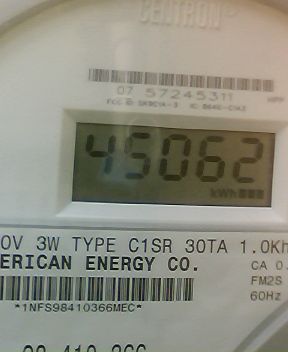 CENTRON
07 57245311
45062
kWh
0V 3W TYPE C1SR 30TA 1.0Kh
ERICAN ENERGY CO.
CA 0.
FM2S
60Hz
*1NFS98410366MEC*